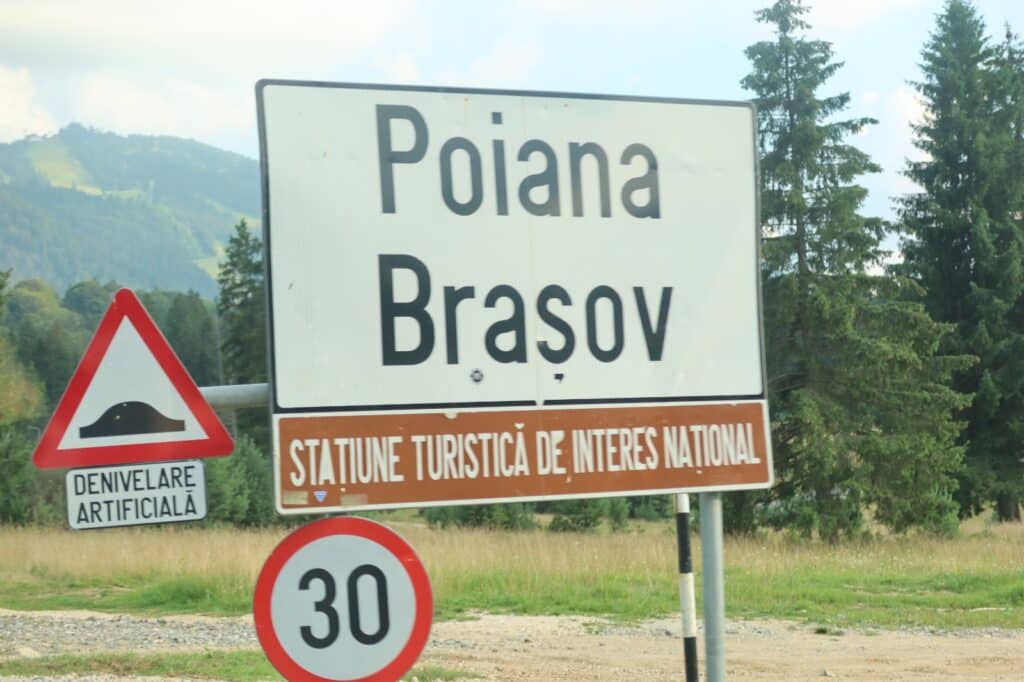 Poiana
Brașov
STAȚIUNE TURISTICĂ DE INTERES NAȚIONAL
DENIVELARE
ARTIFICIALĂ
30